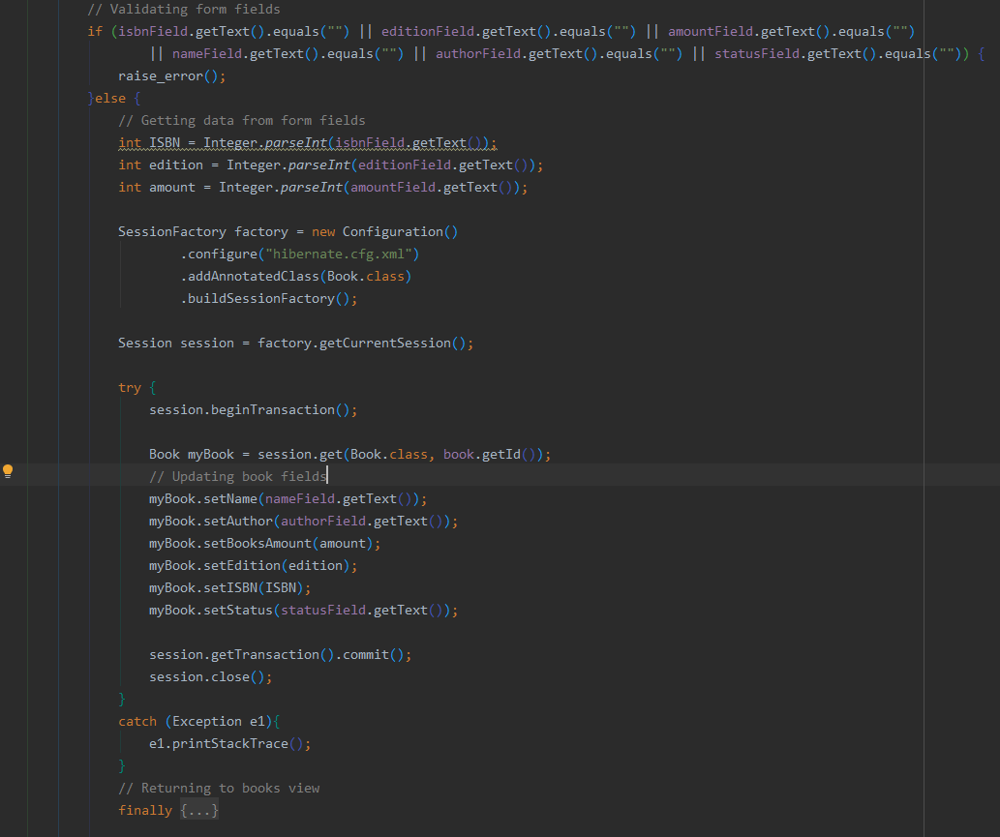 // Validating form fields
if (isbnField.getText().equals("") || editionField.getText().equals("") || amountField.getText().equals("")
|| nameField.getText().equals("") || authorField.getText().equals("") || statusField.getText().equals("")) {
raise_error();
}else {
// Getting data from form fields
int ISBN = Integer.parseInt(isbnField.getText());
int edition = Integer.parseInt(editionField.getText());
int amount = Integer.parseInt(amountField.getText());
SessionFactory factory = new Configuration()
.configure("hibernate.cfg.xml")
.addAnnotatedClass(Book.class)
.buildSessionFactory();
Session session = factory.getCurrentSession();
try {
session.beginTransaction();
Book myBook = session.get(Book.class, book.getId());
// Updating book fields
myBook.setName(nameField.getText());
myBook.setAuthor(authorField.getText());
myBook.setBooksAmount(amount);
myBook.setEdition(edition);
myBook.setISBN(ISBN);
myBook.setStatus(statusField.getText());
session.getTransaction().commit();
session.close();
}
catch (Exception e1){
e1.printStackTrace();
}
// Returning to books view
finally {...}